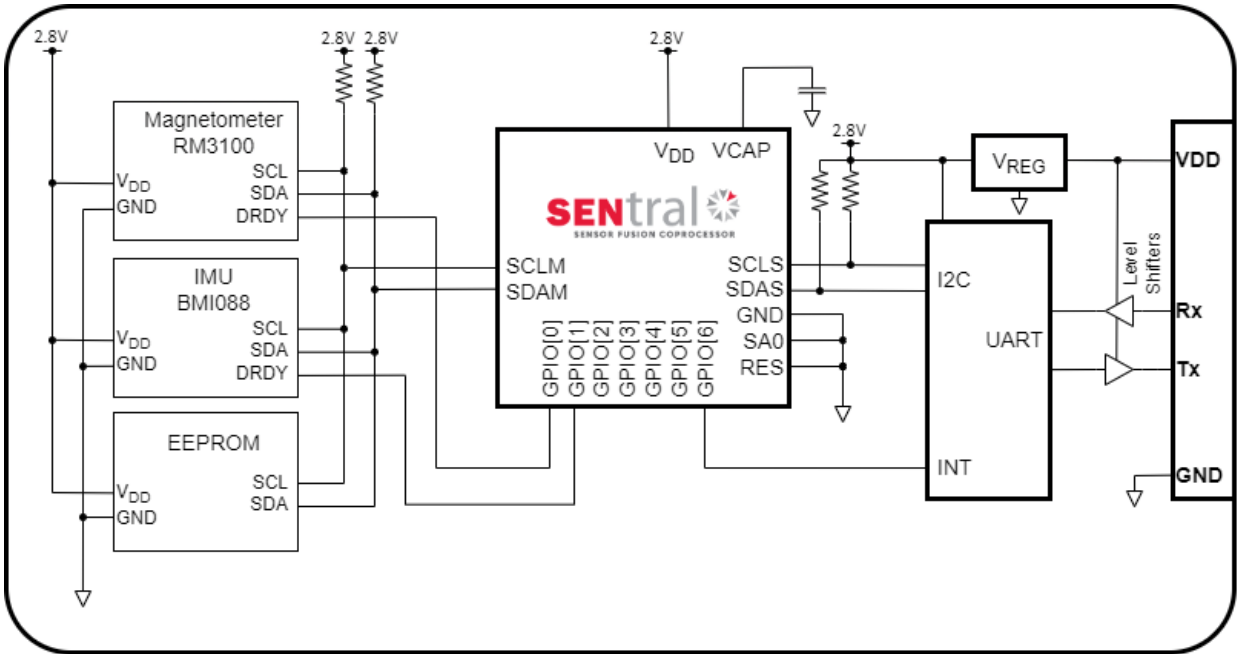 2.8V
2.8V 2.8V
2.8V
Magnetometer
RM3100
VDD
GND
SCL
SDA
DRDY
IMU
BMI088
VDD
GND
SCL
SDA
DRDY
EEPROM
VDD
GND
SCL
SDA
VDD VCAP
SENtral
SENSOR FUSION COPROCESSOR
SCLM
SDAM
GPIO[0]
GPIO[1]
GPIO[2]
GPIO[3]
GPIO[4]
GPIO[5]
GPIO[6]
SCLS
SDAS
GND
SA0
RES
2.8V
VREG
I2C
UART
INT
Level
Shifters
VDD
Rx
Tx
GND